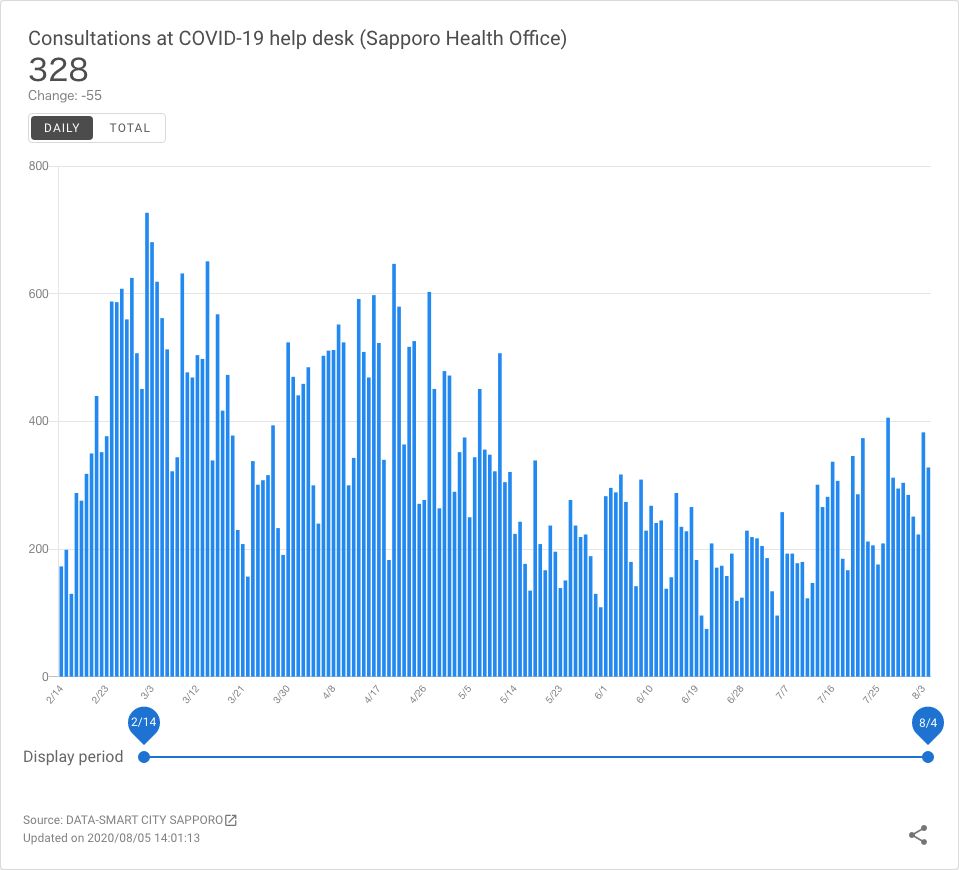 Consultations at COVID-19 help desk (Sapporo Health Office)
328
Change: -55
DAILY TOTAL
800
600
400
200
0
2/14 2/23 3/3 3/12 3/21 3/30 4/8 4/17 4/26 5/5 5/14 5/23 6/1 6/10 6/19 6/28 7/7 7/16 7/25 8/3
2/14 8/4
Display period
Source: DATA-SMART CITY SAPPORO
Updated on 2020/08/05 14:01:13